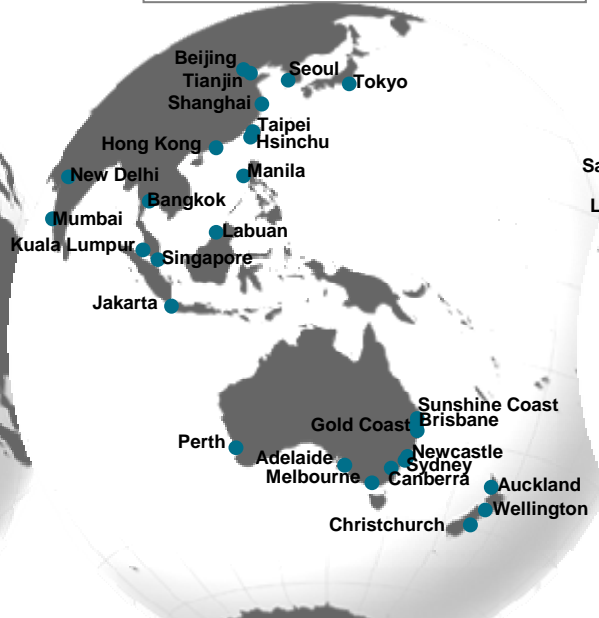 Beijing
Seoul
Tianjin
Tokyo
Shanghai
Taipei
Hong Kong
Hsinchu
Sa
New Delhi
Manila
Bangkok
L
Mumbai
Labuan
Kuala Lumpur
Singapore
Jakarta
Sunshine Coast
Gold Coast
Brisbane
Perth
Newcastle
Adelaide
Sydney
Melbourne
Canberra
Auckland
Wellington
Christchurch